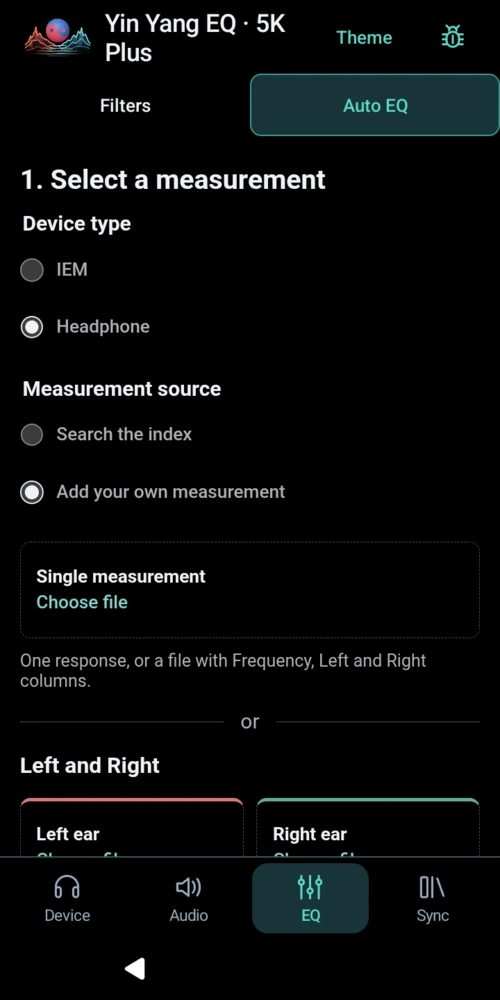 Yin Yang EQ · 5K
Plus
Theme
Filters
Auto EQ
1. Select a measurement
Device type
IEM
Headphone
Measurement source
Search the index
Add your own measurement
Single measurement
Choose file
One response, or a file with Frequency, Left and Right
columns.
or
Left and Right
Left ear
Right ear
Device
Audio
EQ
Sync